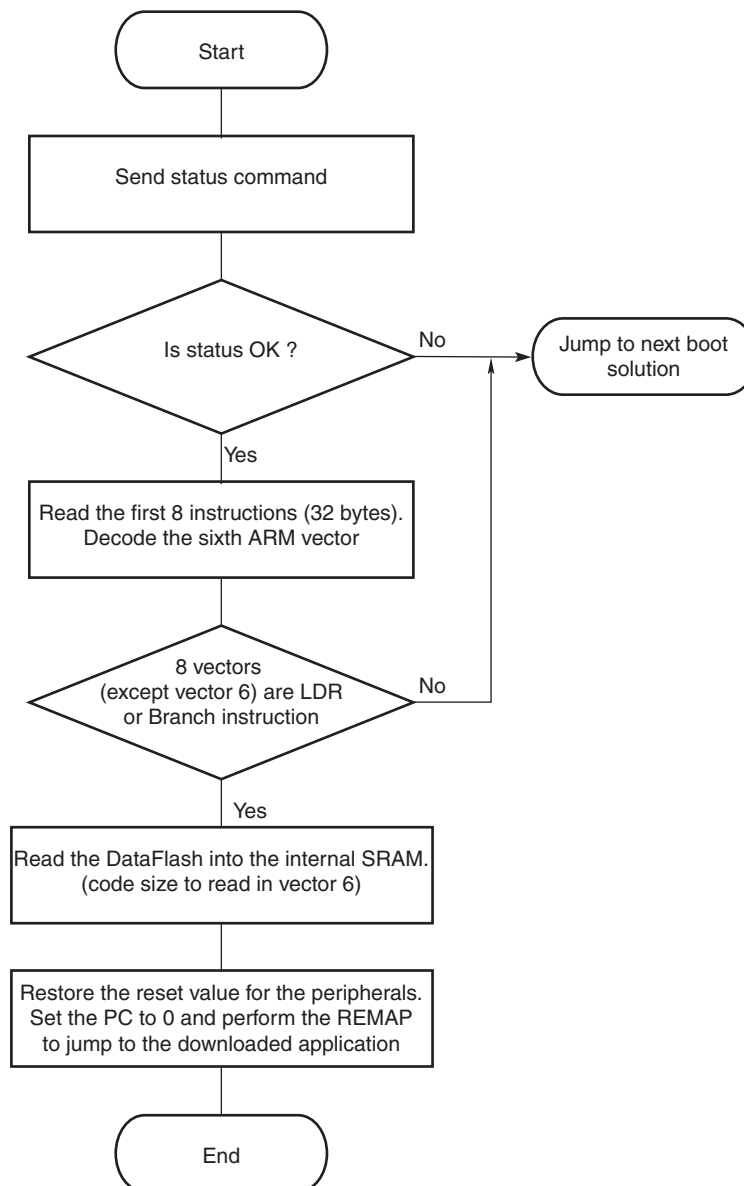 Start
Send status command
Is status OK ?
No
Jump to next boot
solution
Yes
Read the first 8 instructions (32 bytes).
Decode the sixth ARM vector
8 vectors
(except vector 6) are LDR
or Branch instruction
No
Yes
Read the DataFlash into the internal SRAM.
(code size to read in vector 6)
Restore the reset value for the peripherals.
Set the PC to 0 and perform the REMAP
to jump to the downloaded application
End